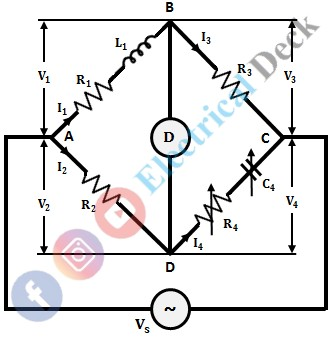 B
L₁
I₃
V₁
R₁
R₃
V₃
I₁
A
D
C
I₂
V₂
R₂
C₄
V₄
R₄
I₄
D
Vs
~
Electrical Deck
f